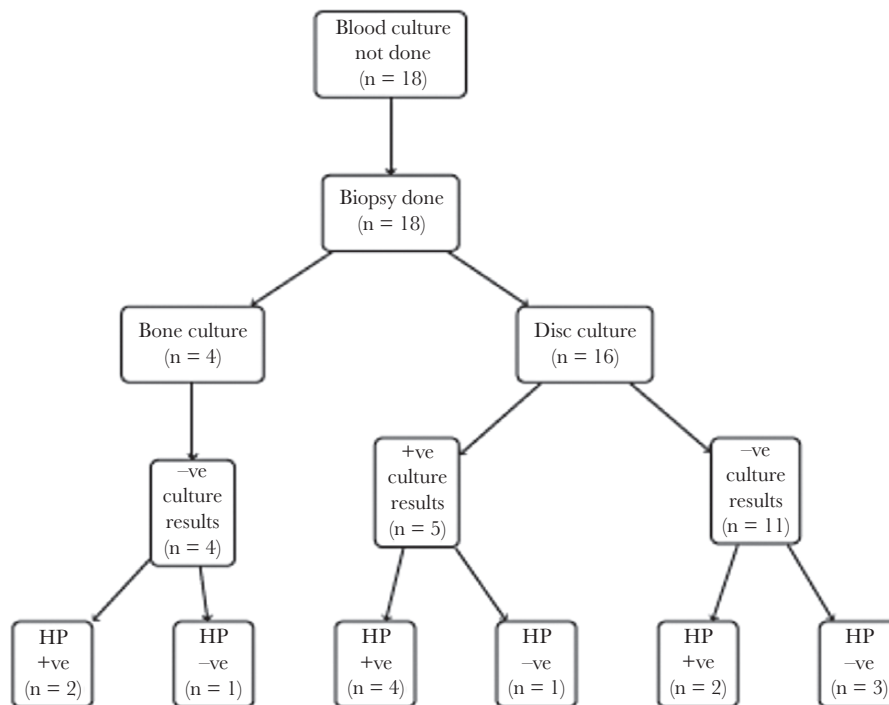 Blood culture
not done
(n = 18)
Biopsy done
(n = 18)
Bone culture
(n = 4)
Disc culture
(n = 16)
–ve
culture
results
(n = 4)
+ve
culture
results
(n = 5)
–ve
culture
results
(n = 11)
HP
+ve
(n = 2)
HP
–ve
(n = 1)
HP
+ve
(n = 4)
HP
–ve
(n = 1)
HP
+ve
(n = 2)
HP
–ve
(n = 3)